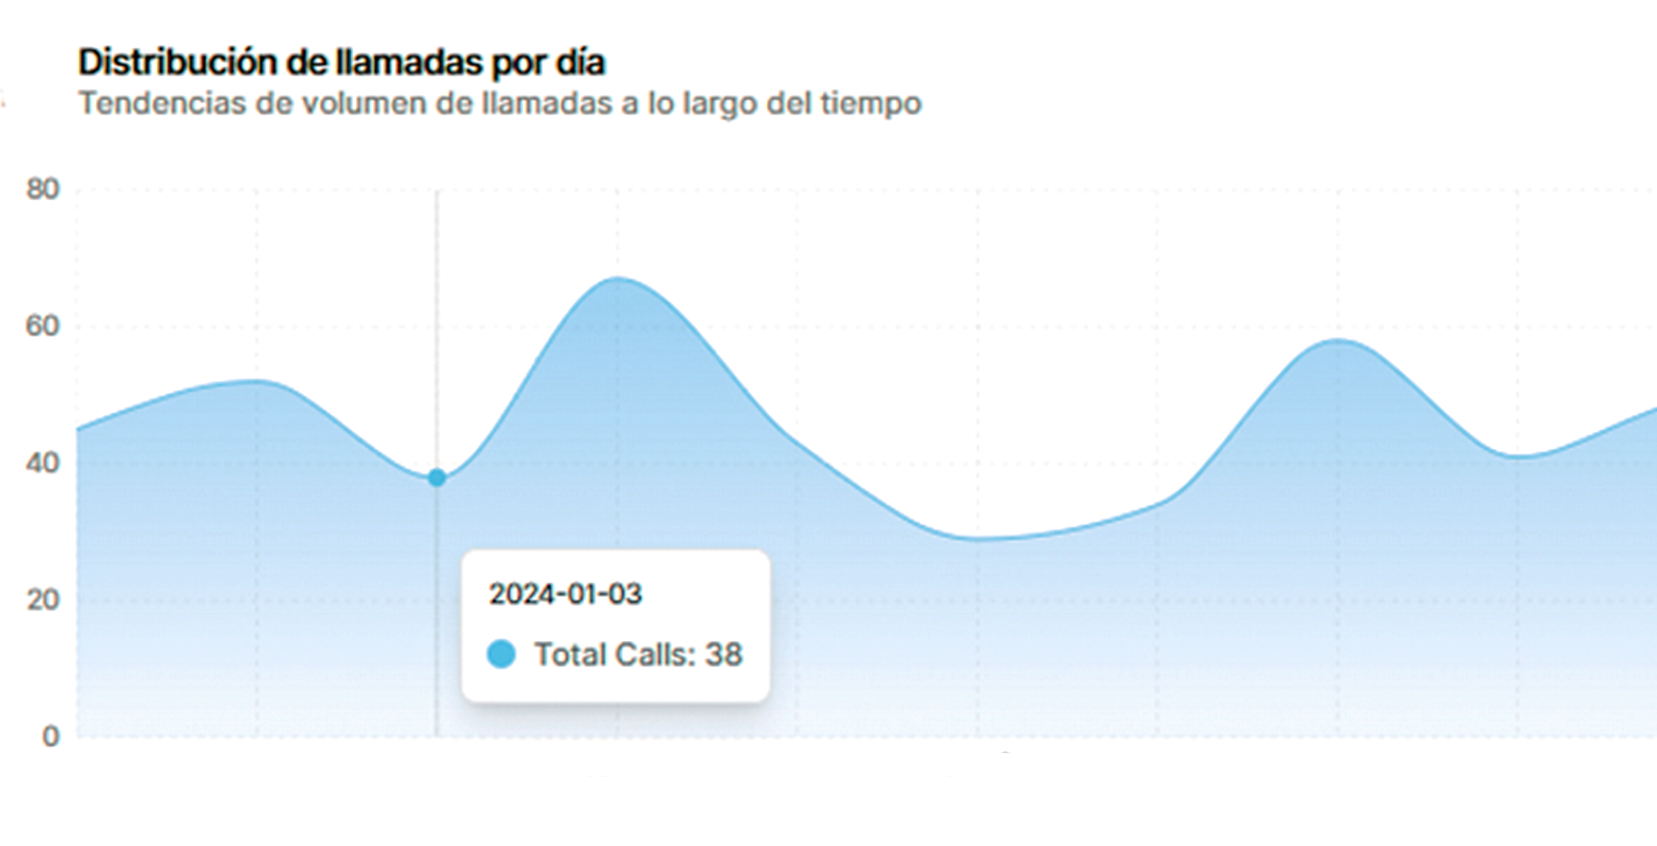 Distribución de llamadas por día
Tendencias de volumen de llamadas a lo largo del tiempo
80
60
40
20
0
2024-01-03
Total Calls: 38